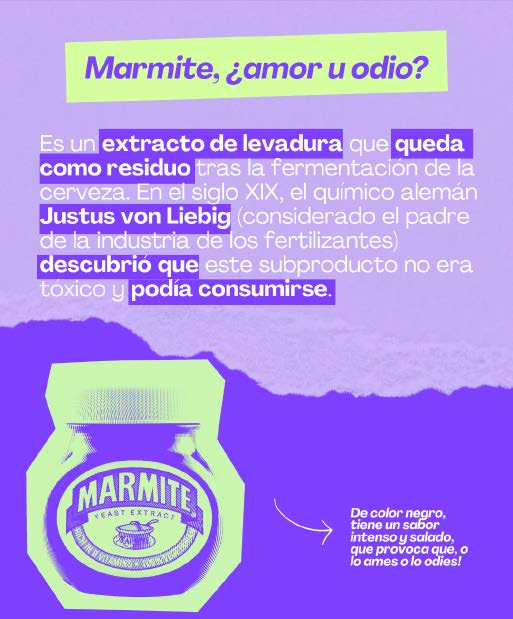 Marmite, ¿amor u odio?
Es un extracto de levadura que queda
como residuo tras la fermentación de la
cerveza. En el siglo XIX, el químico alemán
Justus von Liebig (considerado el padre
de la industria de los fertilizantes)
descubrió que este subproducto no era
tóxico y podía consumirse.
MARMITE
YEAST EXTRACT
RICH IN B VITAMINS
De color negro,
tiene un sabor
intenso y salado,
que provoca que, o
lo ames o lo odies!